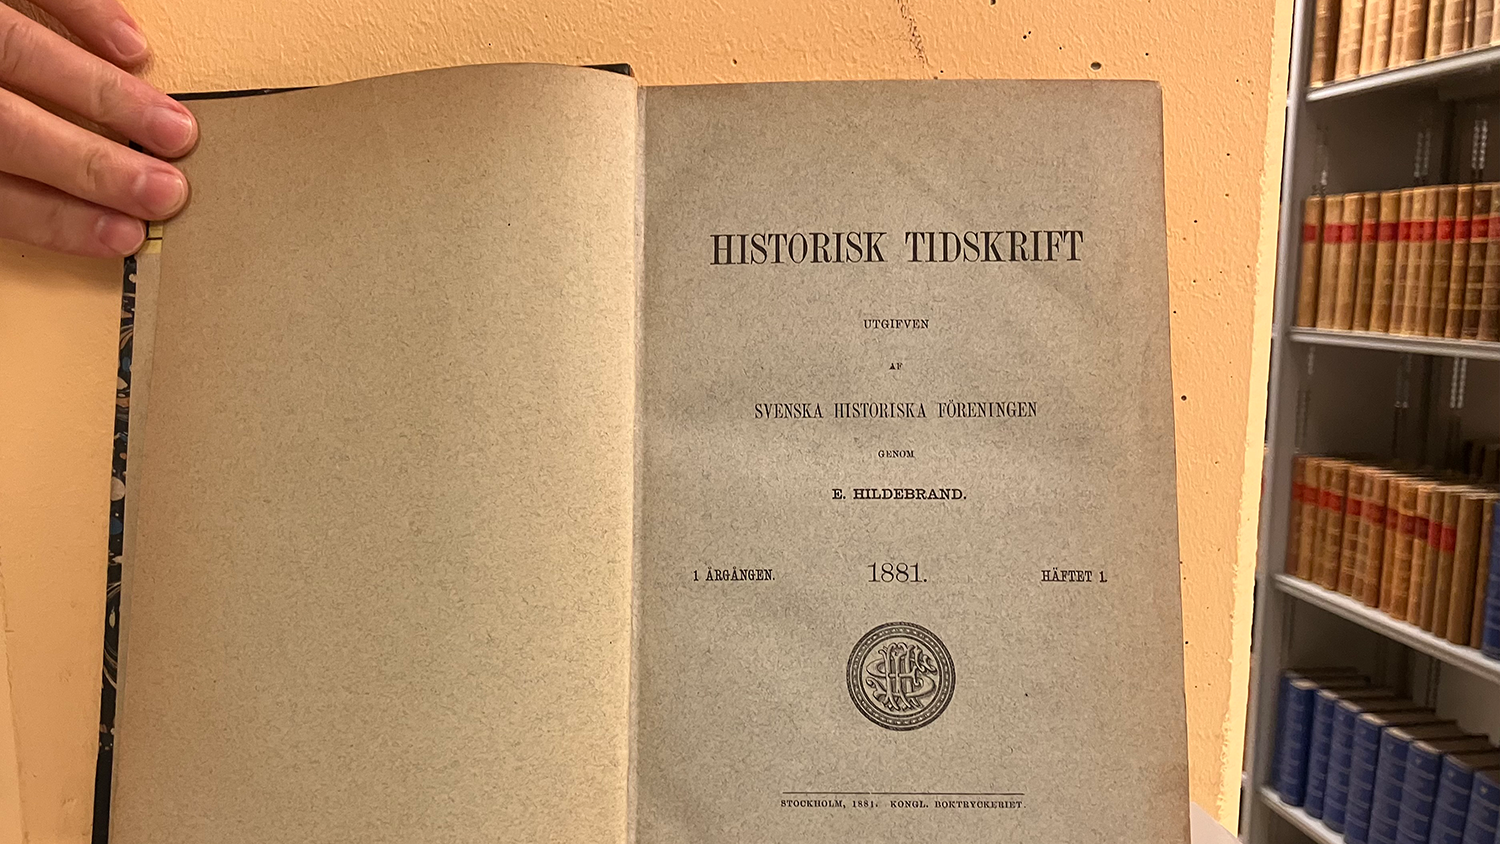 HISTORISK TIDSKRIFT
UTGIFVEN
AF
SVENSKA HISTORISKA FÖRENINGEN
GENOM
E. HILDEBRAND.
1 ÅRGÅNGEN. 1881. HÄFTET 1.
STOCKHOLM, 1881. KONGL. BOKTRYCKERIET.